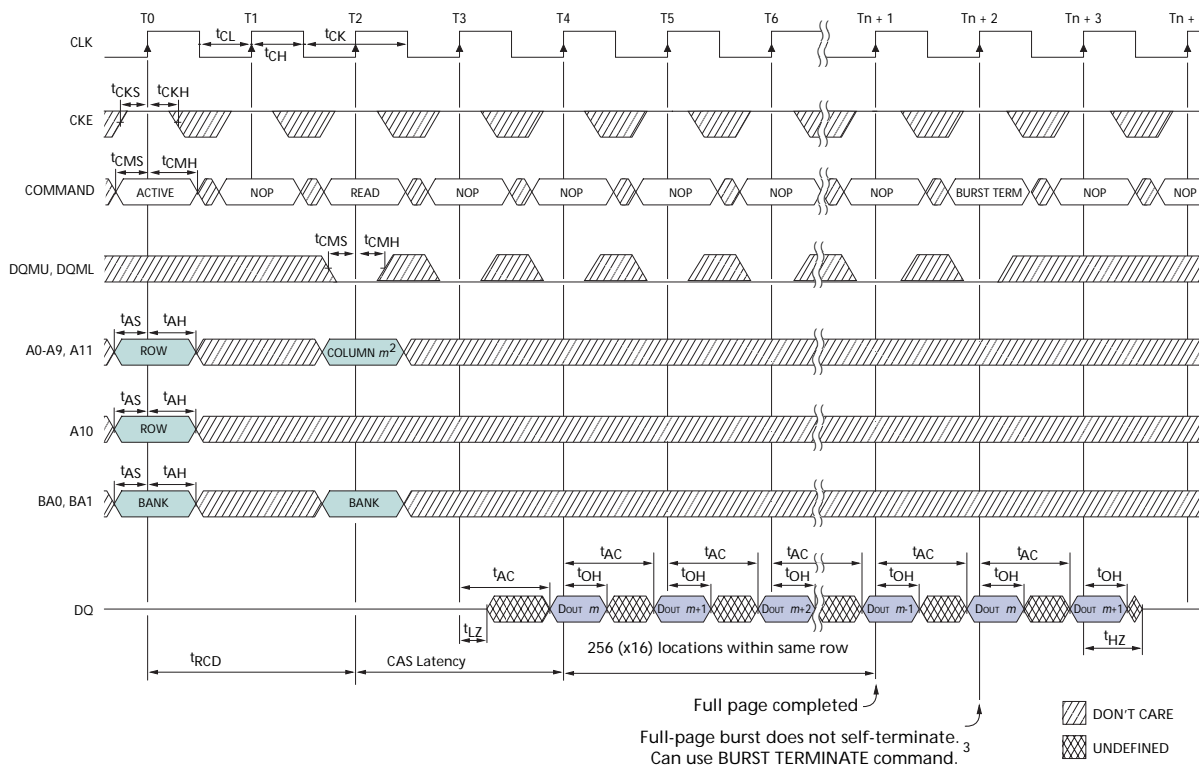 T0 T1 T2 T3 T4 T5 T6 Tn + 1 Tn + 2 Tn + 3 Tn +
CLK tCL tCH tCK
tCKS tCKH
CKE
tCMS tCMH
COMMAND ACTIVE NOP READ NOP NOP NOP NOP NOP BURST TERM NOP NOP
tCMS tCMH
DQMU, DQML
tAS tAH
A0-A9, A11 ROW COLUMN m2
tAS tAH
A10 ROW
tAS tAH
BA0, BA1 BANK BANK
tAC tAC tAC tAC tAC tAC
tOH tOH tOH tOH tOH tOH
DQ DOUT m DOUT m+1 DOUT m+2 DOUT m-1 DOUT m DOUT m+1
tLZ tHZ
256 (x16) locations within same row
tRCD CAS Latency
Full page completed
Full-page burst does not self-terminate.
Can use BURST TERMINATE command. 3
DON'T CARE
UNDEFINED